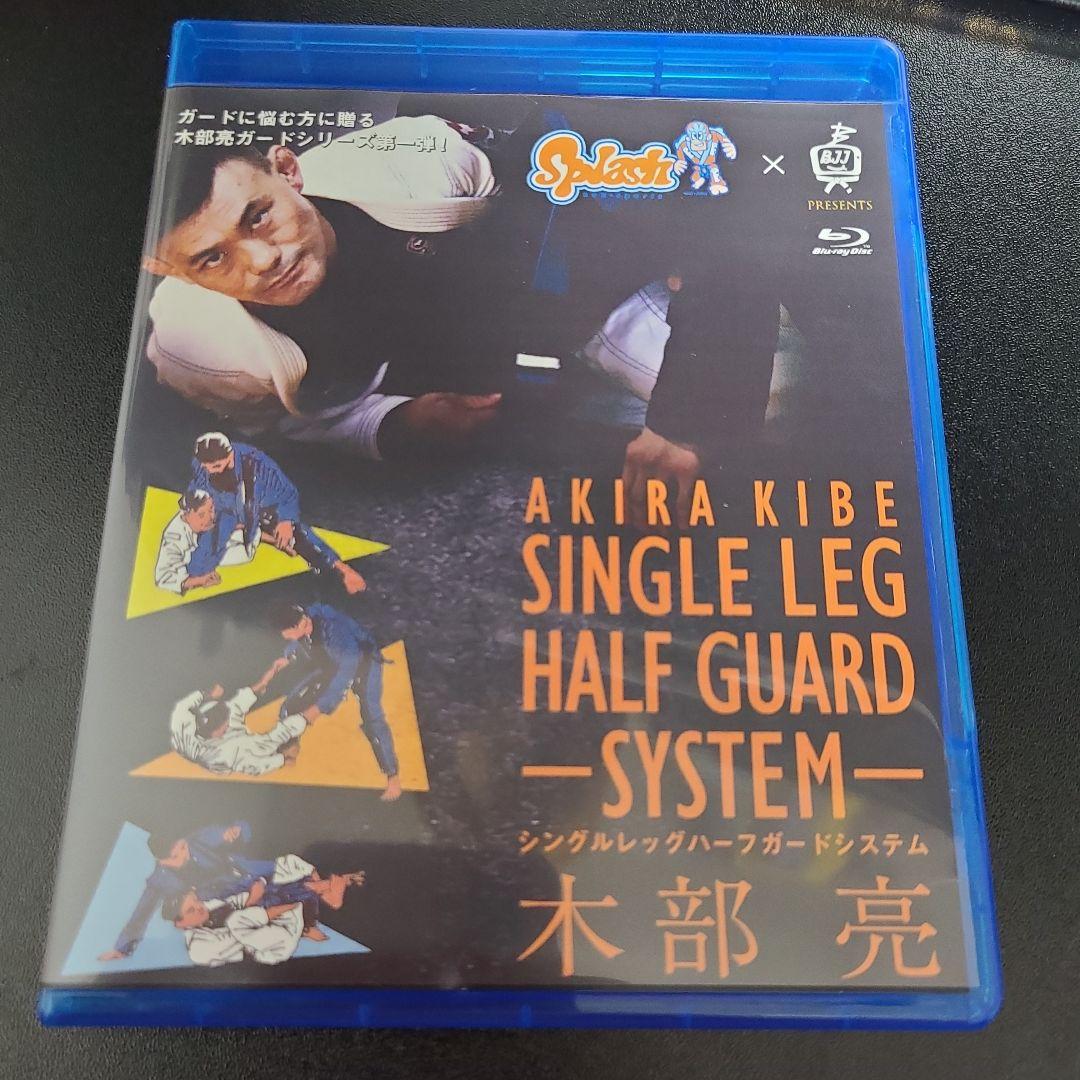 ガードに悩む方に贈る
木部亮ガードシリーズ第一弾!
Splash
×
BJJ
PRESENTS
Blu-ray Disc
AKIRA KIBE
SINGLE LEG
HALF GUARD
—SYSTEM—
シングルレッグハーフガードシステム
木部 亮